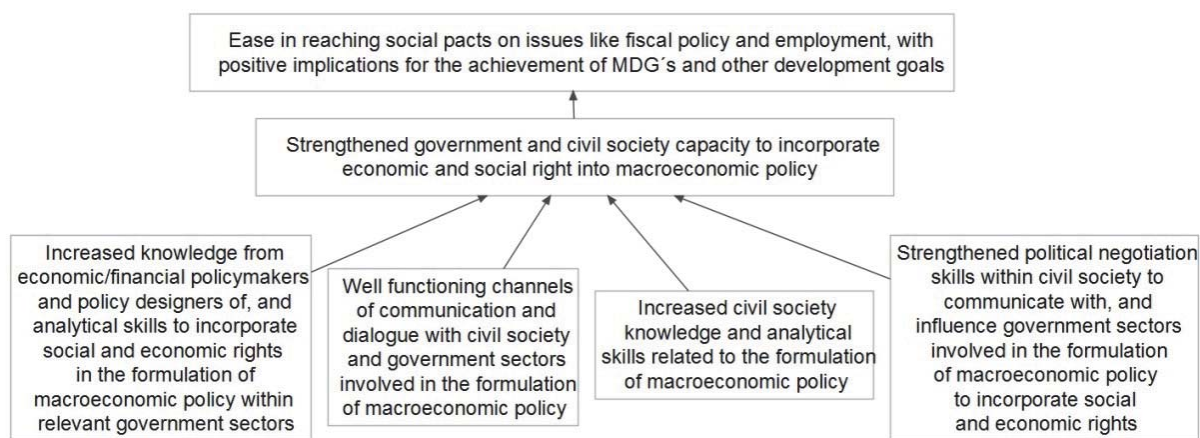 Ease in reaching social pacts on issues like fiscal policy and employment, with
positive implications for the achievement of MDG´s and other development goals
Strengthened government and civil society capacity to incorporate
economic and social right into macroeconomic policy
Increased knowledge from
economic/financial policymakers
and policy designers of, and
analytical skills to incorporate
social and economic rights
in the formulation of
macroeconomic policy within
relevant government sectors
Well functioning channels
of communication and
dialogue with civil society
and government sectors
involved in the formulation
of macroeconomic policy
Increased civil society
knowledge and analytical
skills related to the formulation
of macroeconomic policy
Strengthened political negotiation
skills within civil society to
communicate with, and
influence government sectors
involved in the formulation
of macroeconomic policy
to incorporate social
and economic rights